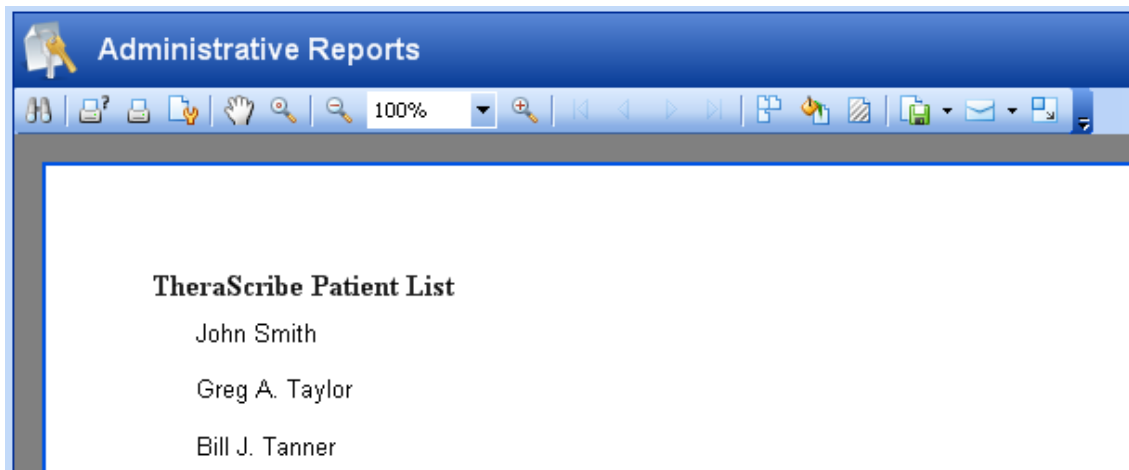 Administrative Reports
100%
TheraScribe Patient List
John Smith
Greg A. Taylor
Bill J. Tanner